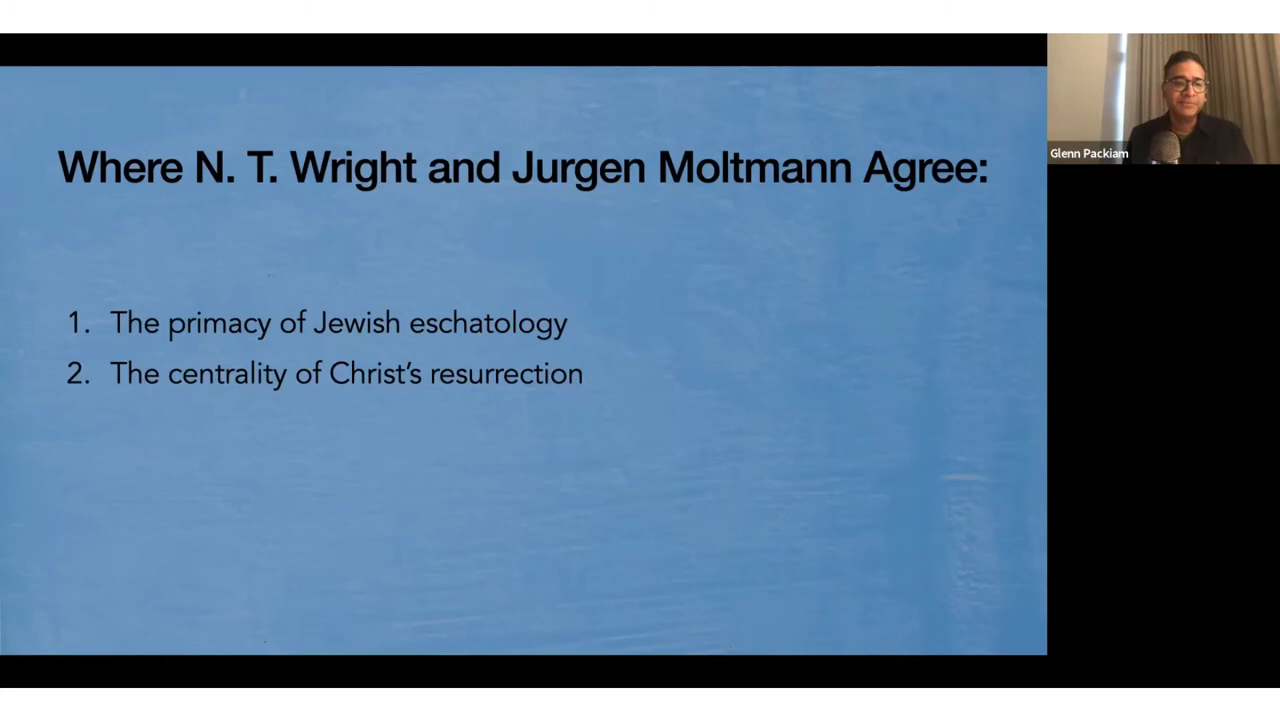 Where N. T. Wright and Jurgen Moltmann Agree:
1. The primacy of Jewish eschatology
2. The centrality of Christ's resurrection
Glenn Packiam